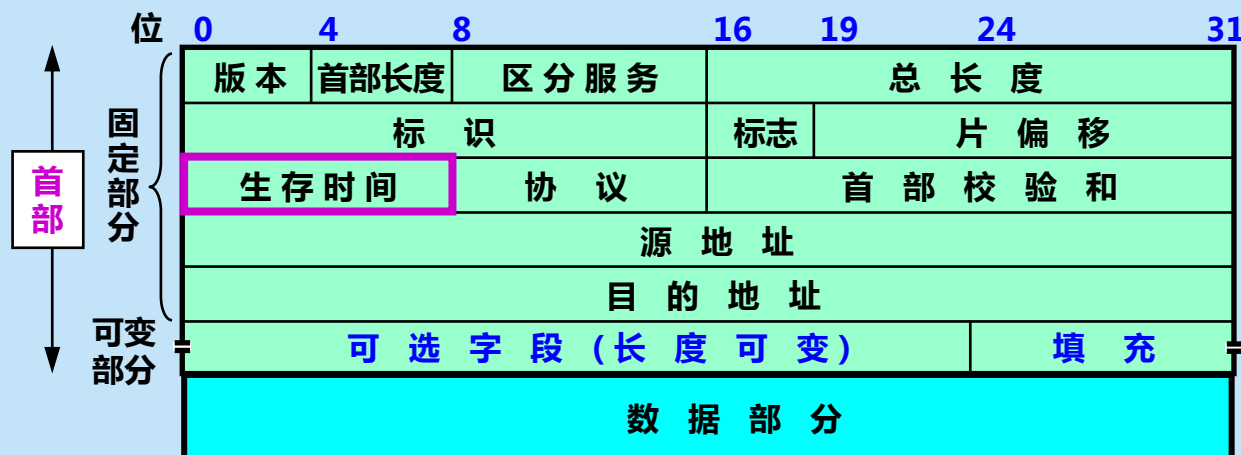 位 0 4 8 16 19 24 31
版本 首部长度 区分服务 总长度
标识 标志 片偏移
生存时间 协议 首部校验和
源地址
目的地址
可选字段(长度可变) 填充
数据部分
首部
固定部分
可变部分